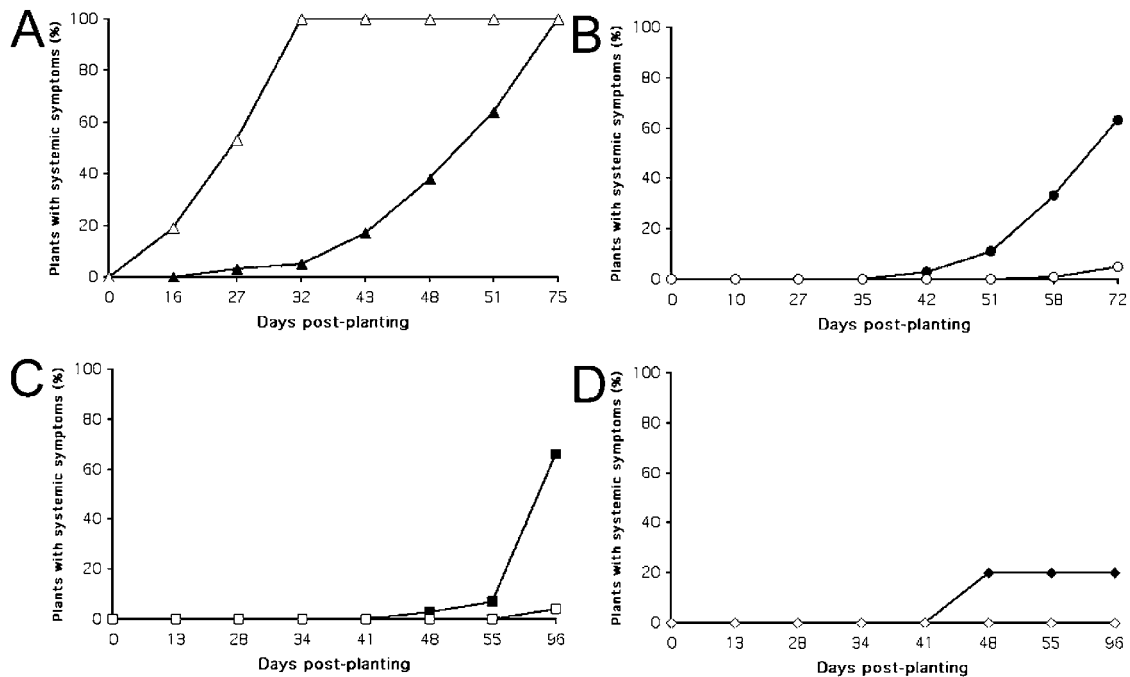 A
Plants with systemic symptoms (%)
100
80
60
40
20
0
0 16 27 32 43 48 51 75
Days post-planting
B
Plants with systemic symptoms (%)
100
80
60
40
20
0
0 10 27 35 42 51 58 72
Days post-planting
C
Plants with systemic symptoms (%)
100
80
60
40
20
0
0 13 28 34 41 48 55 96
Days post-planting
D
Plants with systemic symptoms (%)
100
80
60
40
20
0
0 13 28 34 41 48 55 96
Days post-planting